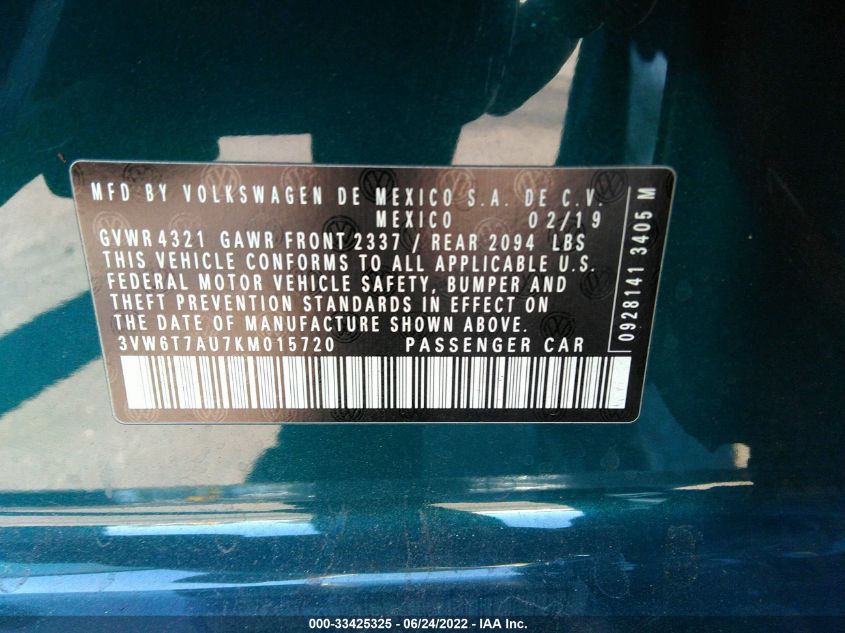 MFD BY VOLKSWAGEN DE MEXICO S.A. DE C.V.
MEXICO 02/19
GVWR 4321 GAWR FRONT 2337 / REAR 2094 LBS
THIS VEHICLE CONFORMS TO ALL APPLICABLE U.S.
FEDERAL MOTOR VEHICLE SAFETY, BUMPER AND
THEFT PREVENTION STANDARDS IN EFFECT ON
THE DATE OF MANUFACTURE SHOWN ABOVE.
3VW6T7AU7KM015720 PASSENGER CAR
0928141 3405 M
000-33425325 - 06/24/2022 - IAA Inc.